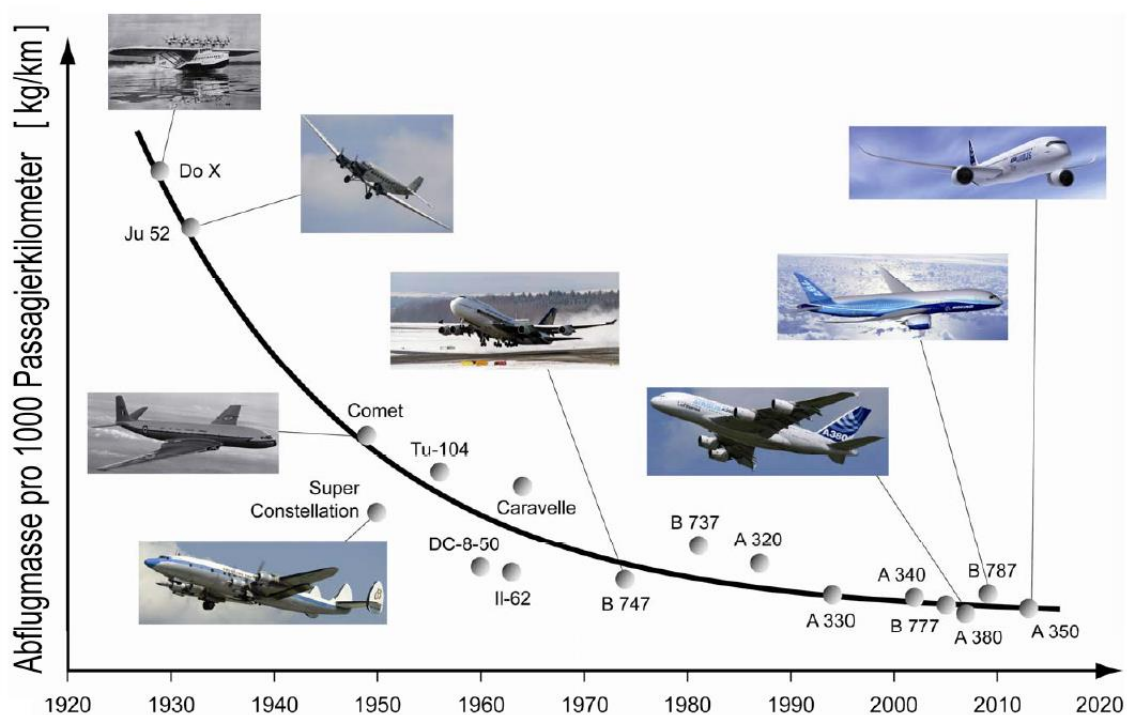 Abflugmasse pro 1000 Passagierkilometer [ kg/km ]
Do X
Ju 52
Comet
Tu-104
Super
Constellation
Caravelle
DC-8-50
Il-62
B 747
B 737
A 320
A 330
A 340
B 777
A 380
B 787
A 350
A380
1920 1930 1940 1950 1960 1970 1980 1990 2000 2010 2020